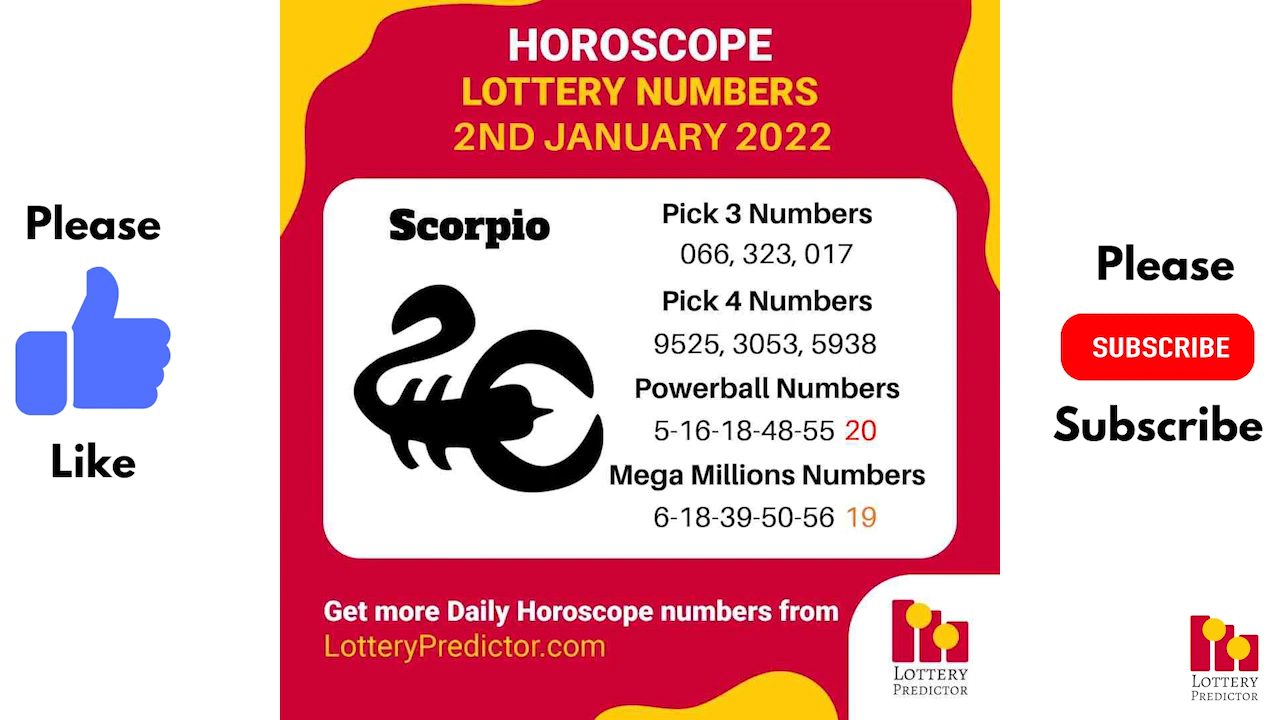 HOROSCOPE
LOTTERY NUMBERS
2ND JANUARY 2022
Please
Like
Scorpio
Pick 3 Numbers
066, 323, 017
Pick 4 Numbers
9525, 3053, 5938
Powerball Numbers
5-16-18-48-55 20
Mega Millions Numbers
6-18-39-50-56 19
Please
SUBSCRIBE
Subscribe
Get more Daily Horoscope numbers from
LotteryPredictor.com
LOTTERY
PREDICTOR
LOTTERY
PREDICTOR